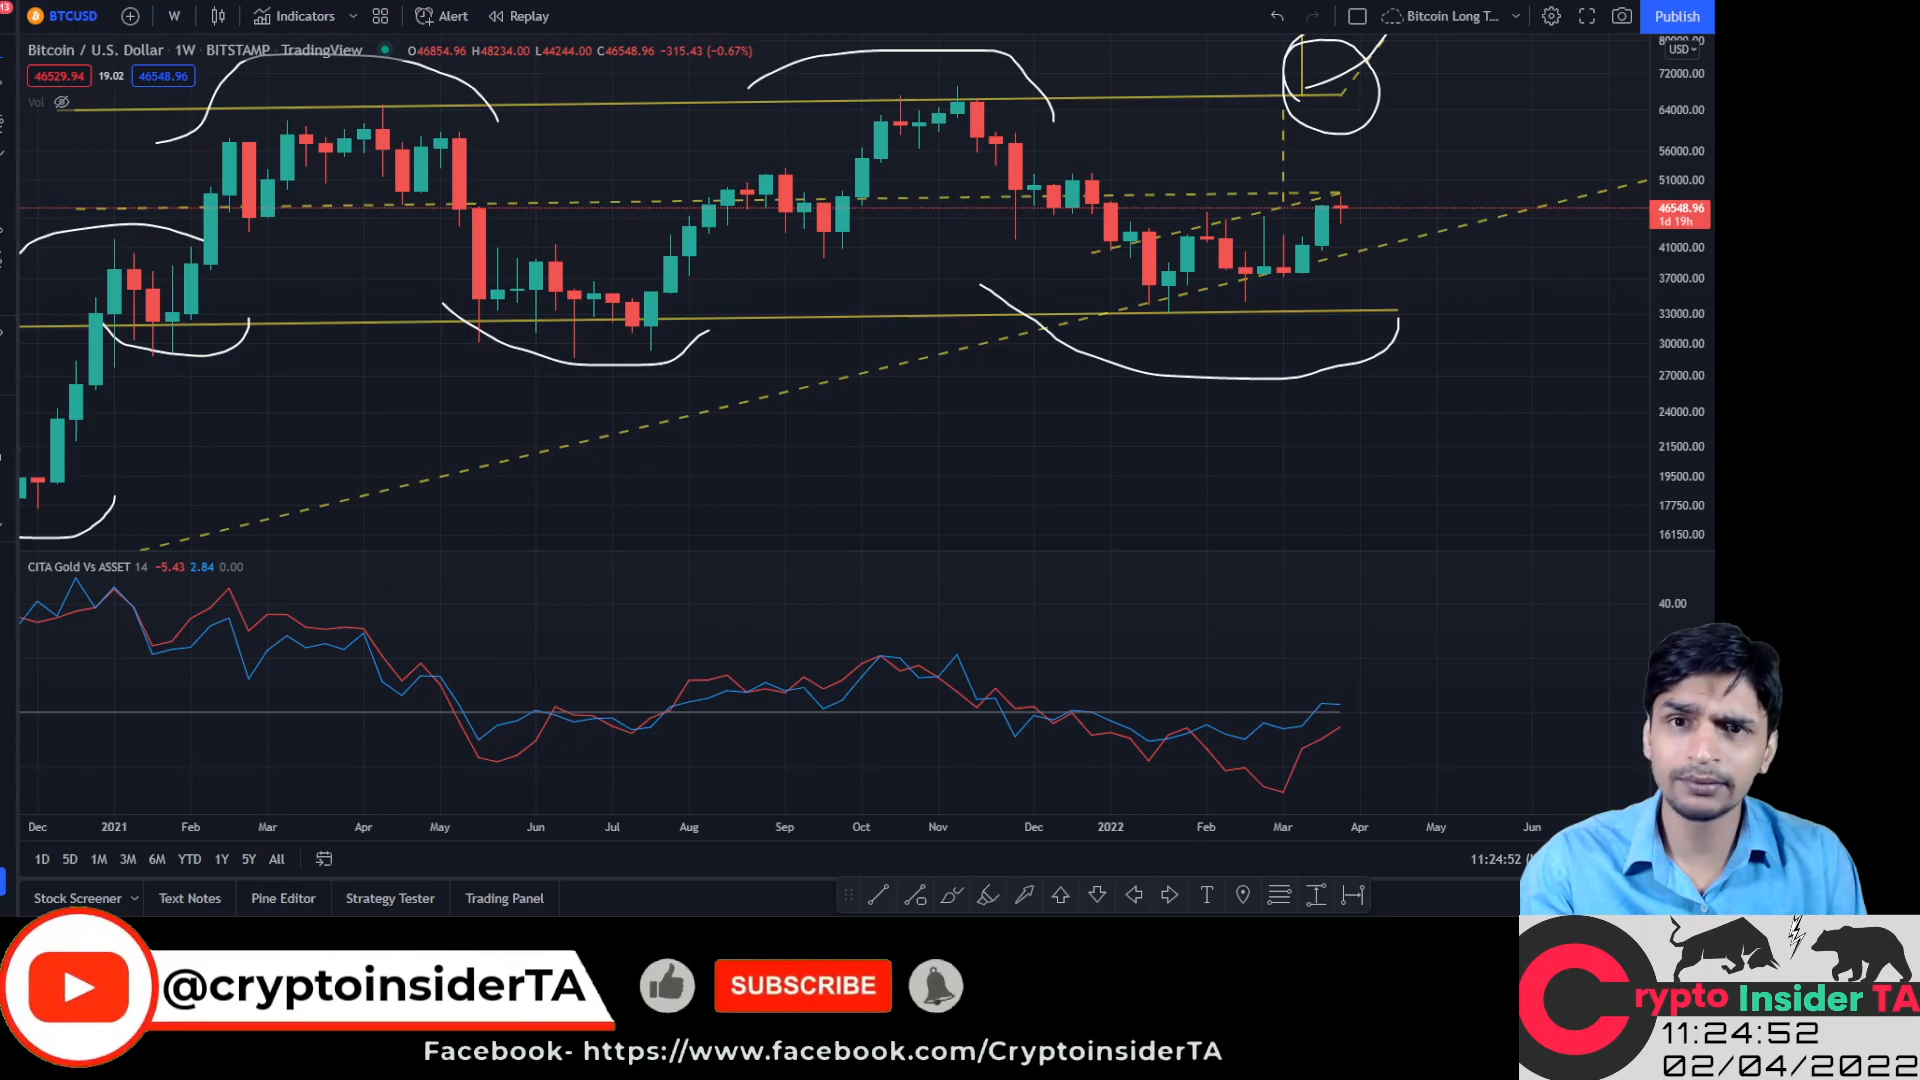 13
BTCUSD
W
Indicators
Alert
Replay
Bitcoin Long T...
Publish
Bitcoin / U.S. Dollar · 1W · BITSTAMP · TradingView
O46854.96 H48234.00 L44244.00 C46548.96 −315.43 (−0.67%)
46529.94 19.02 46548.96
Vol
80000.00
USD
72000.00
64000.00
56000.00
51000.00
46548.96
1d 19h
41000.00
37000.00
33000.00
30000.00
27000.00
24000.00
21500.00
19500.00
17750.00
16150.00
CITA Gold Vs ASSET 14 −5.43 2.84 0.00
40.00
Dec 2021 Feb Mar Apr May Jun Jul Aug Sep Oct Nov Dec 2022 Feb Mar Apr May Jun
1D 5D 1M 3M 6M YTD 1Y 5Y All
11:24:52
Stock Screener Text Notes Pine Editor Strategy Tester Trading Panel
@cryptoinsiderTA
SUBSCRIBE
Facebook- https://www.facebook.com/CryptoinsiderTA
Crypto Insider TA
11:24:52
02/04/2022